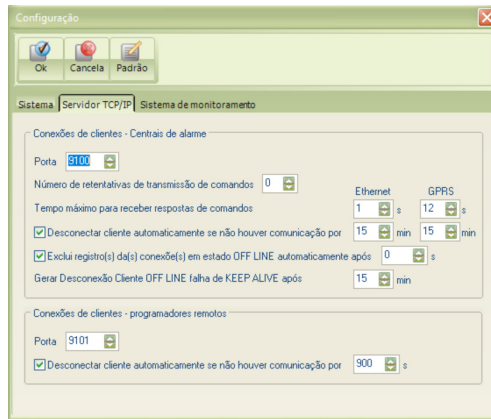 Configuração
Ok Cancela Padrão
Sistema Servidor TCP/IP Sistema de monitoramento
Conexões de clientes - Centrais de alarme
Porta 9100
Número de retentativas de transmissão de comandos 0
Ethernet GPRS
Tempo máximo para receber respostas de comandos 1 s 12 s
Desconectar cliente automaticamente se não houver comunicação por 15 min 15 min
Exclui registro(s) da(s) conexõe(s) em estado OFF LINE automaticamente após 0 s
Gerar Desconexão Cliente OFF LINE falha de KEEP ALIVE após 15 min
Conexões de clientes - programadores remotos
Porta 9101
Desconectar cliente automaticamente se não houver comunicação por 900 s